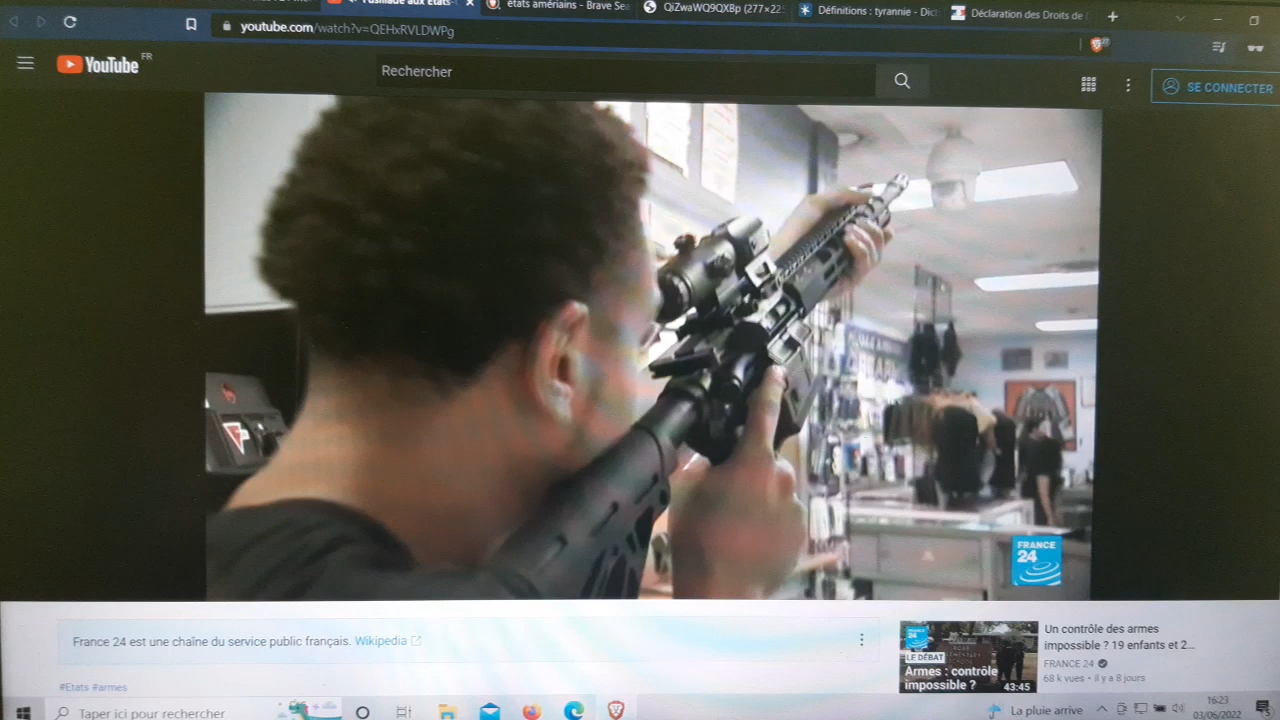 états amériains - Brave Sea
QiZwaWQ9QXBp (277×22
Définitions : tyrannie - Dic
Déclaration des Droits de
youtube.com/watch?v=QEHxRVLDWPg
YouTube FR
Rechercher
SE CONNECTER
FRANCE
24
France 24 est une chaîne du service public français. Wikipedia
#Etats #armes
FRANCE
24
LE DÉBAT
Armes : contrôle
impossible ?
43:45
Un contrôle des armes
impossible ? 19 enfants et 2...
FRANCE 24
68 k vues • il y a 8 jours
Taper ici pour rechercher
La pluie arrive
16:23
03/06/2022